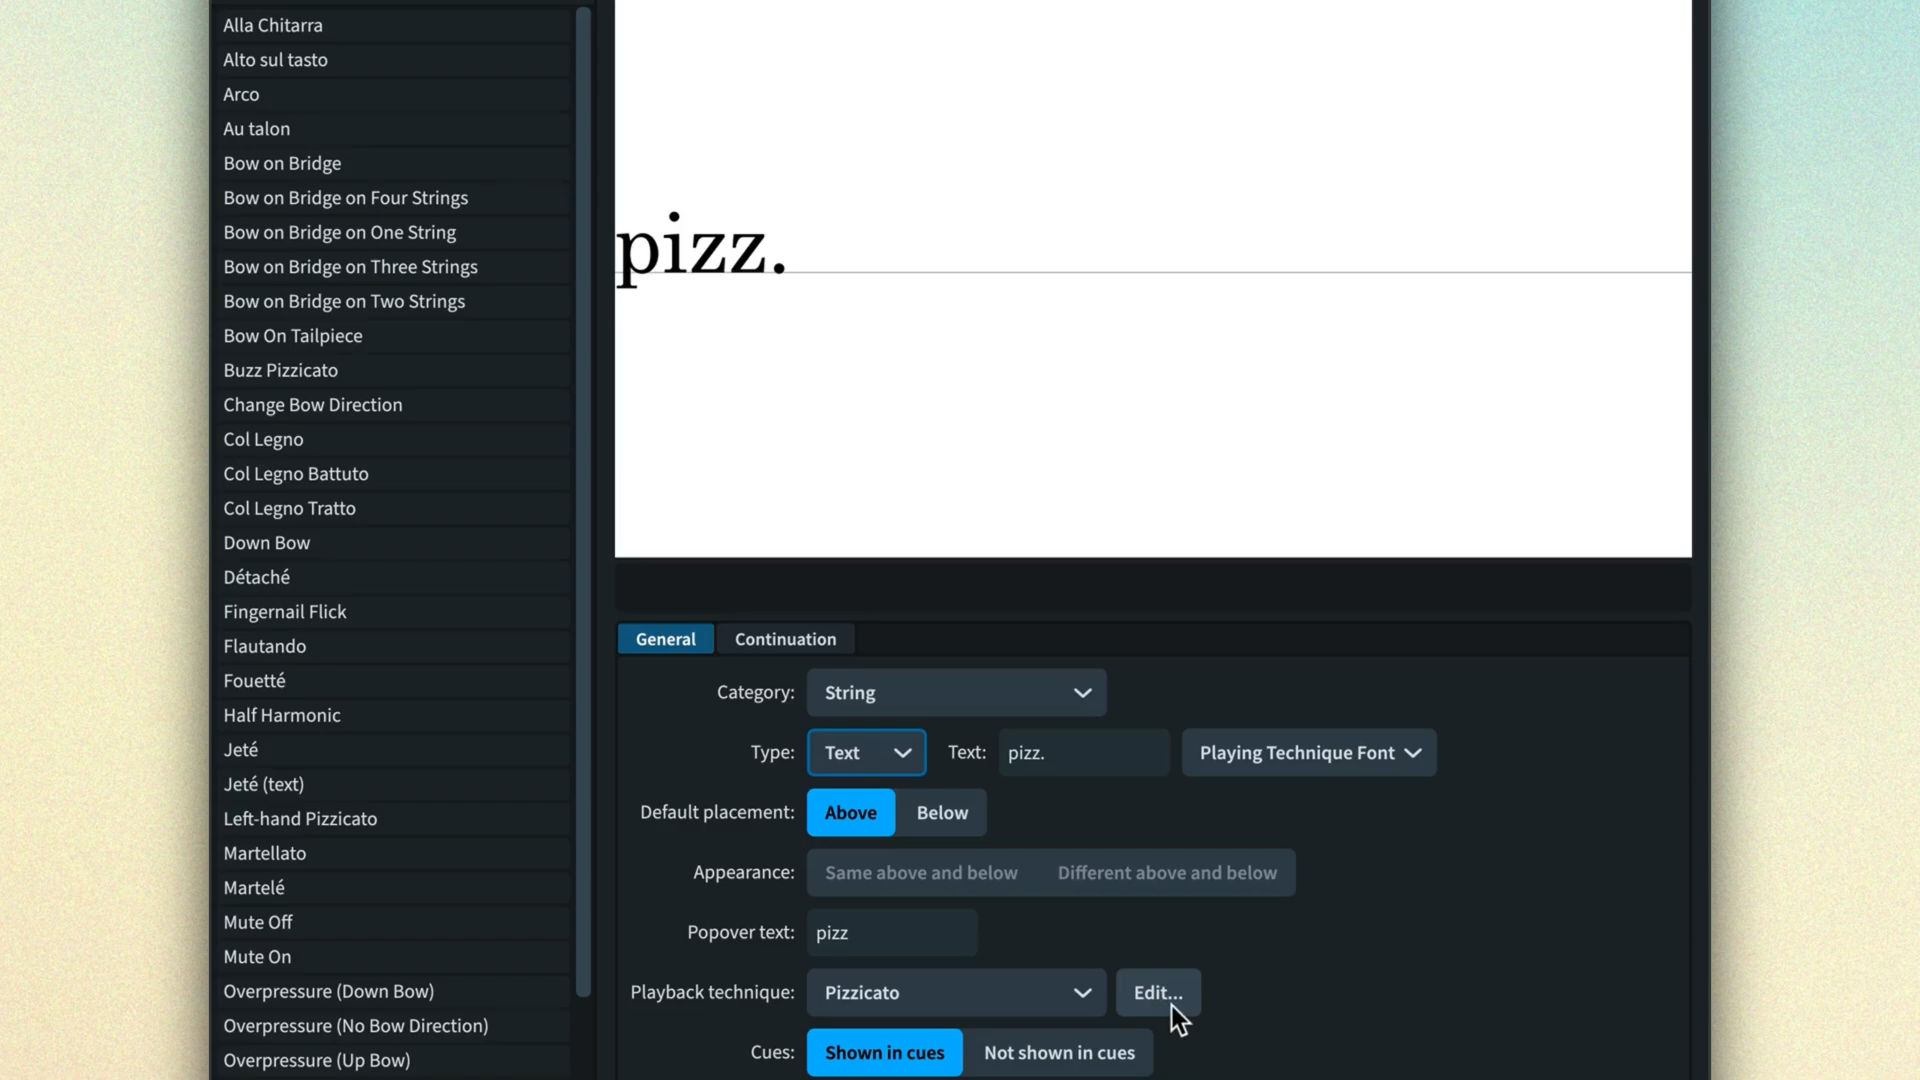 Alla Chitarra
Alto sul tasto
Arco
Au talon
Bow on Bridge
Bow on Bridge on Four Strings
Bow on Bridge on One String
Bow on Bridge on Three Strings
Bow on Bridge on Two Strings
Bow On Tailpiece
Buzz Pizzicato
Change Bow Direction
Col Legno
Col Legno Battuto
Col Legno Tratto
Down Bow
Détaché
Fingernail Flick
Flautando
Fouetté
Half Harmonic
Jeté
Jeté (text)
Left-hand Pizzicato
Martellato
Martelé
Mute Off
Mute On
Overpressure (Down Bow)
Overpressure (No Bow Direction)
Overpressure (Up Bow)
pizz.
General Continuation
Category: String
Type: Text Text: pizz. Playing Technique Font
Default placement: Above Below
Appearance: Same above and below Different above and below
Popover text: pizz
Playback technique: Pizzicato Edit...
Cues: Shown in cues Not shown in cues